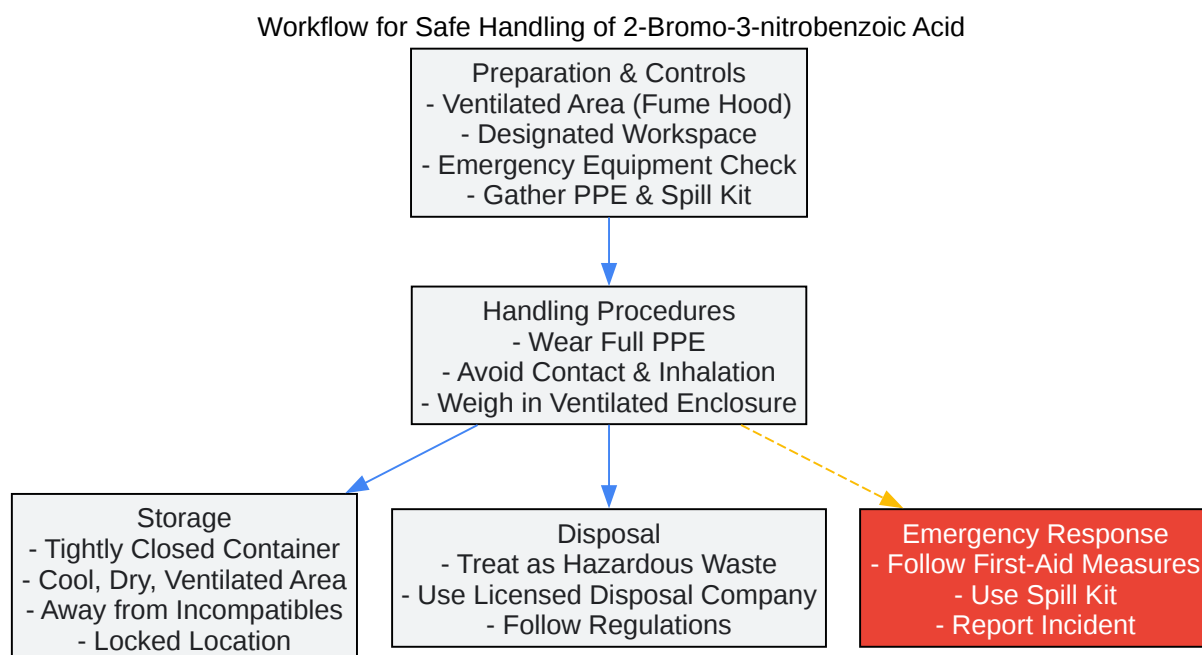 Workflow for Safe Handling of 2-Bromo-3-nitrobenzoic Acid
Preparation & Controls
- Ventilated Area (Fume Hood)
- Designated Workspace
- Emergency Equipment Check
- Gather PPE & Spill Kit
Handling Procedures
- Wear Full PPE
- Avoid Contact & Inhalation
- Weigh in Ventilated Enclosure
Storage
- Tightly Closed Container
- Cool, Dry, Ventilated Area
- Away from Incompatibles
- Locked Location
Disposal
- Treat as Hazardous Waste
- Use Licensed Disposal Company
- Follow Regulations
Emergency Response
- Follow First-Aid Measures
- Use Spill Kit
- Report Incident